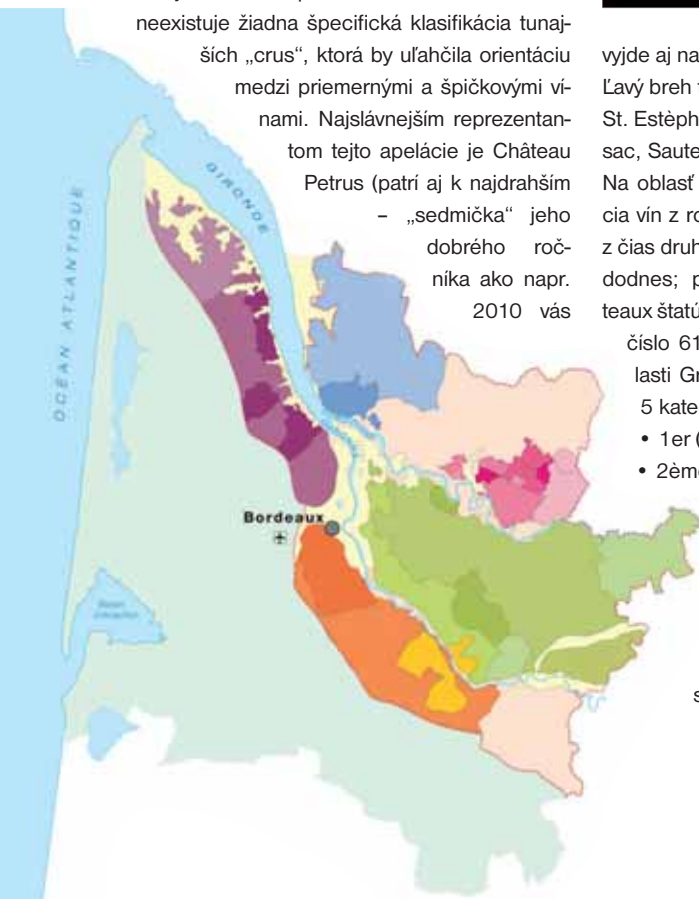 neexistuje žiadna špecifická klasifikácia tunaj-
ších „crus“, ktorá by uľahčila orientáciu
medzi priemernými a špičkovými ví-
nami. Najslávnejším reprezentan-
tom tejto apelácie je Château
Petrus (patrí aj k najdrahším
– „sedmička“ jeho
dobrého roč-
níka ako napr.
2010 vás
vyjde aj na
Ľavý breh
St. Estèph
sac, Saute
Na oblasť
cia vín z ro
z čias druh
dodnes; p
teaux štatú
číslo 61
lasti Gr
5 kate
• 1er (
• 2ème
s
GIRONDE
OCÉAN ATLANTIQUE
Bordeaux